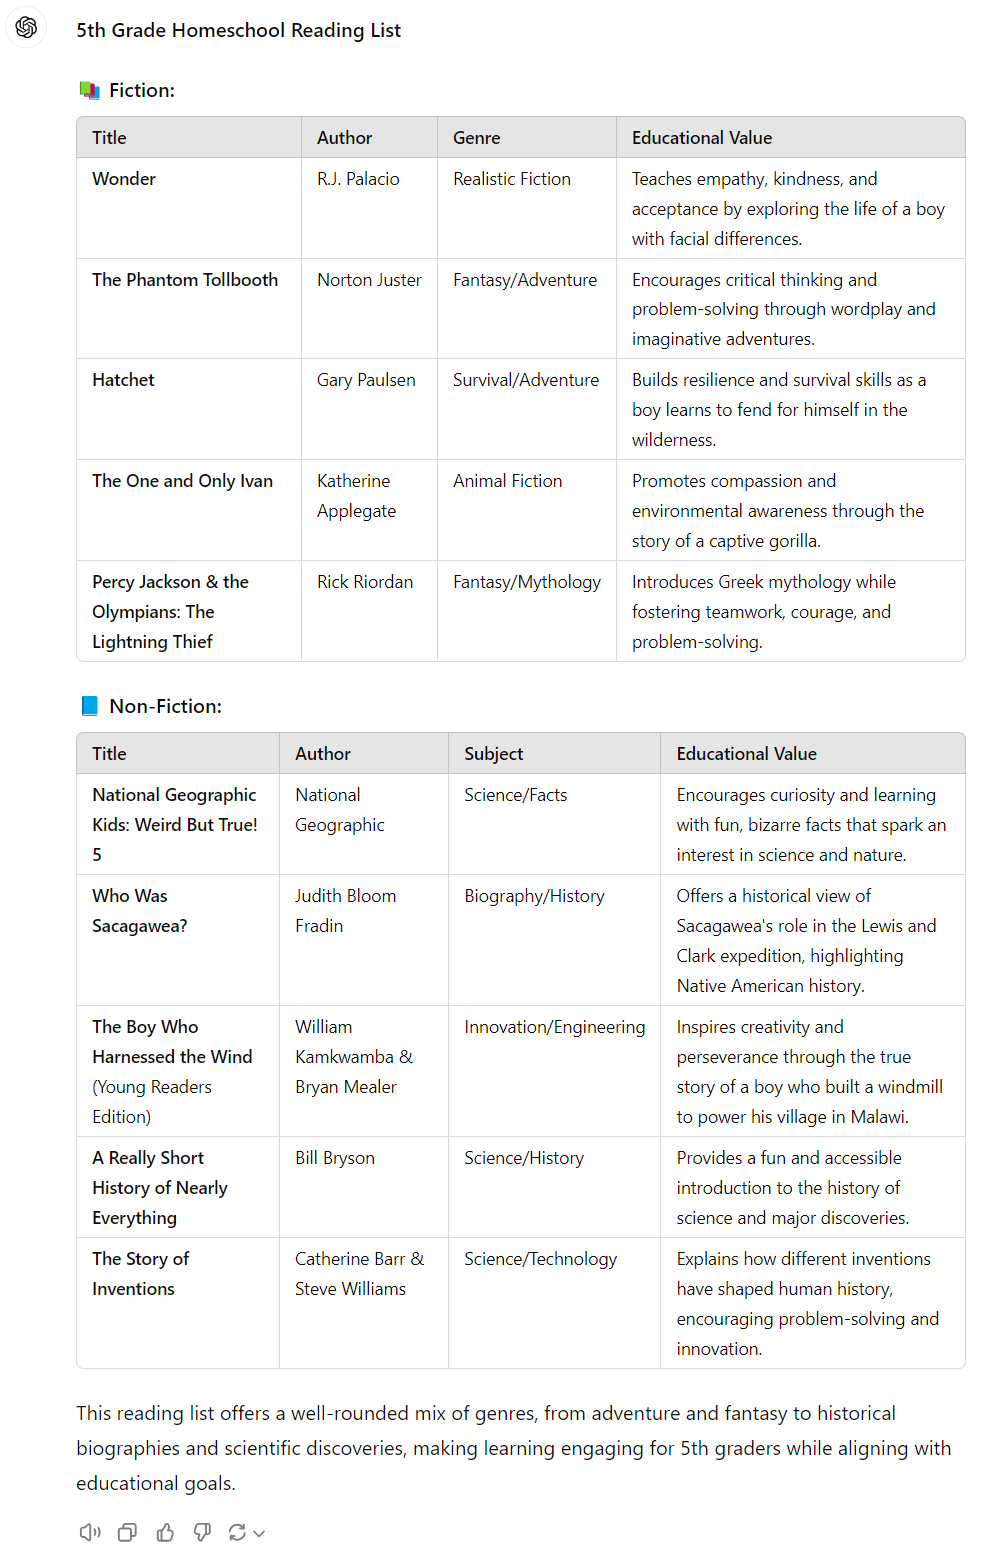 5th Grade Homeschool Reading List
Fiction:
Title Author Genre Educational Value
Wonder R.J. Palacio Realistic Fiction Teaches empathy, kindness, and
acceptance by exploring the life of a boy
with facial differences.
The Phantom Tollbooth Norton Juster Fantasy/Adventure Encourages critical thinking and
problem-solving through wordplay and
imaginative adventures.
Hatchet Gary Paulsen Survival/Adventure Builds resilience and survival skills as a
boy learns to fend for himself in the
wilderness.
The One and Only Ivan Katherine Animal Fiction Promotes compassion and
Applegate environmental awareness through the
story of a captive gorilla.
Percy Jackson & the Rick Riordan Fantasy/Mythology Introduces Greek mythology while
Olympians: The fostering teamwork, courage, and
Lightning Thief problem-solving.
Non-Fiction:
Title Author Subject Educational Value
National Geographic National Science/Facts Encourages curiosity and learning
Kids: Weird But True! Geographic with fun, bizarre facts that spark an
5 interest in science and nature.
Who Was Judith Bloom Biography/History Offers a historical view of
Sacagawea? Fradin Sacagawea's role in the Lewis and
Clark expedition, highlighting
Native American history.
The Boy Who William Innovation/Engineering Inspires creativity and
Harnessed the Wind Kamkwamba & perseverance through the true
(Young Readers Bryan Mealer story of a boy who built a windmill
Edition) to power his village in Malawi.
A Really Short Bill Bryson Science/History Provides a fun and accessible
History of Nearly introduction to the history of
Everything science and major discoveries.
The Story of Catherine Barr & Science/Technology Explains how different inventions
Inventions Steve Williams have shaped human history,
encouraging problem-solving and
innovation.
This reading list offers a well-rounded mix of genres, from adventure and fantasy to historical
biographies and scientific discoveries, making learning engaging for 5th graders while aligning with
educational goals.